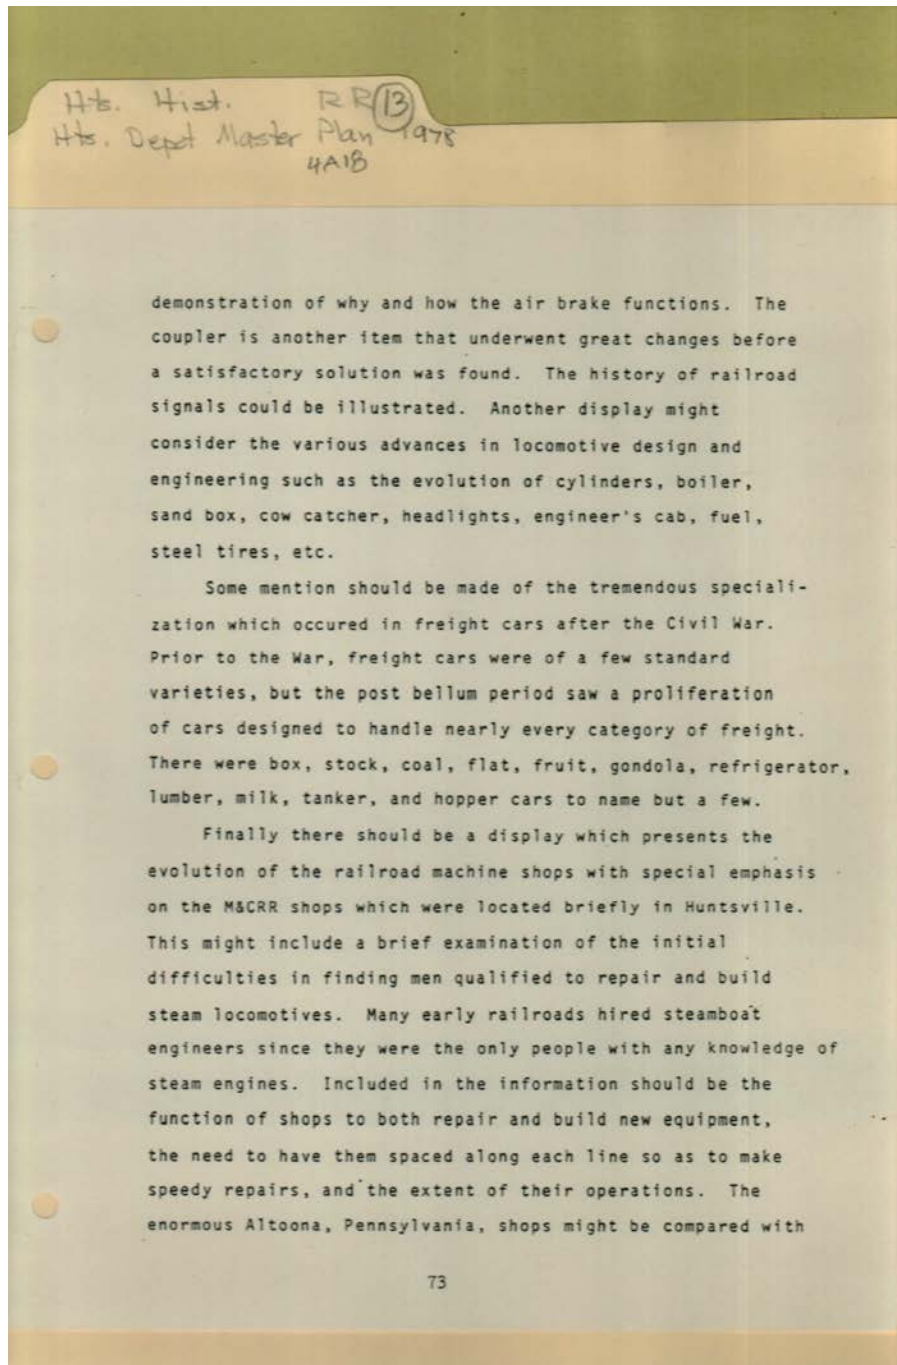 Hts. Hist. RR 13
Hts. Depot Master Plan 1978
4A18
demonstration of why and how the air brake functions. The
coupler is another item that underwent great changes before
a satisfactory solution was found. The history of railroad
signals could be illustrated. Another display might
consider the various advances in locomotive design and
engineering such as the evolution of cylinders, boiler,
sand box, cow catcher, headlights, engineer's cab, fuel,
steel tires, etc.
Some mention should be made of the tremendous speciali-
zation which occured in freight cars after the Civil War.
Prior to the War, freight cars were of a few standard
varieties, but the post bellum period saw a proliferation
of cars designed to handle nearly every category of freight.
There were box, stock, coal, flat, fruit, gondola, refrigerator,
lumber, milk, tanker, and hopper cars to name but a few.
Finally there should be a display which presents the
evolution of the railroad machine shops with special emphasis
on the M&CRR shops which were located briefly in Huntsville.
This might include a brief examination of the initial
difficulties in finding men qualified to repair and build
steam locomotives. Many early railroads hired steamboat
engineers since they were the only people with any knowledge of
steam engines. Included in the information should be the
function of shops to both repair and build new equipment,
the need to have them spaced along each line so as to make
speedy repairs, and the extent of their operations. The
enormous Altoona, Pennsylvania, shops might be compared with
73